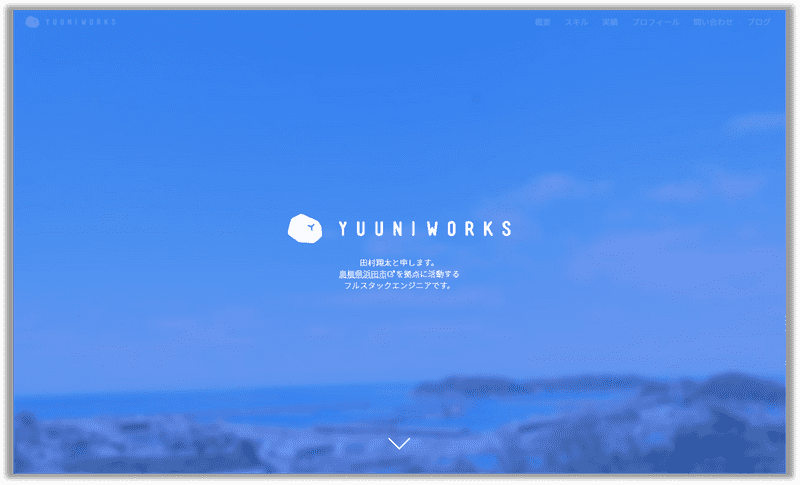 YUUNIWORKS
概要 スキル 実績 プロフィール 問い合わせ ブログ
YUUNIWORKS
田村翔太と申します。
島根県浜田市を拠点に活動する
フルスタックエンジニアです。